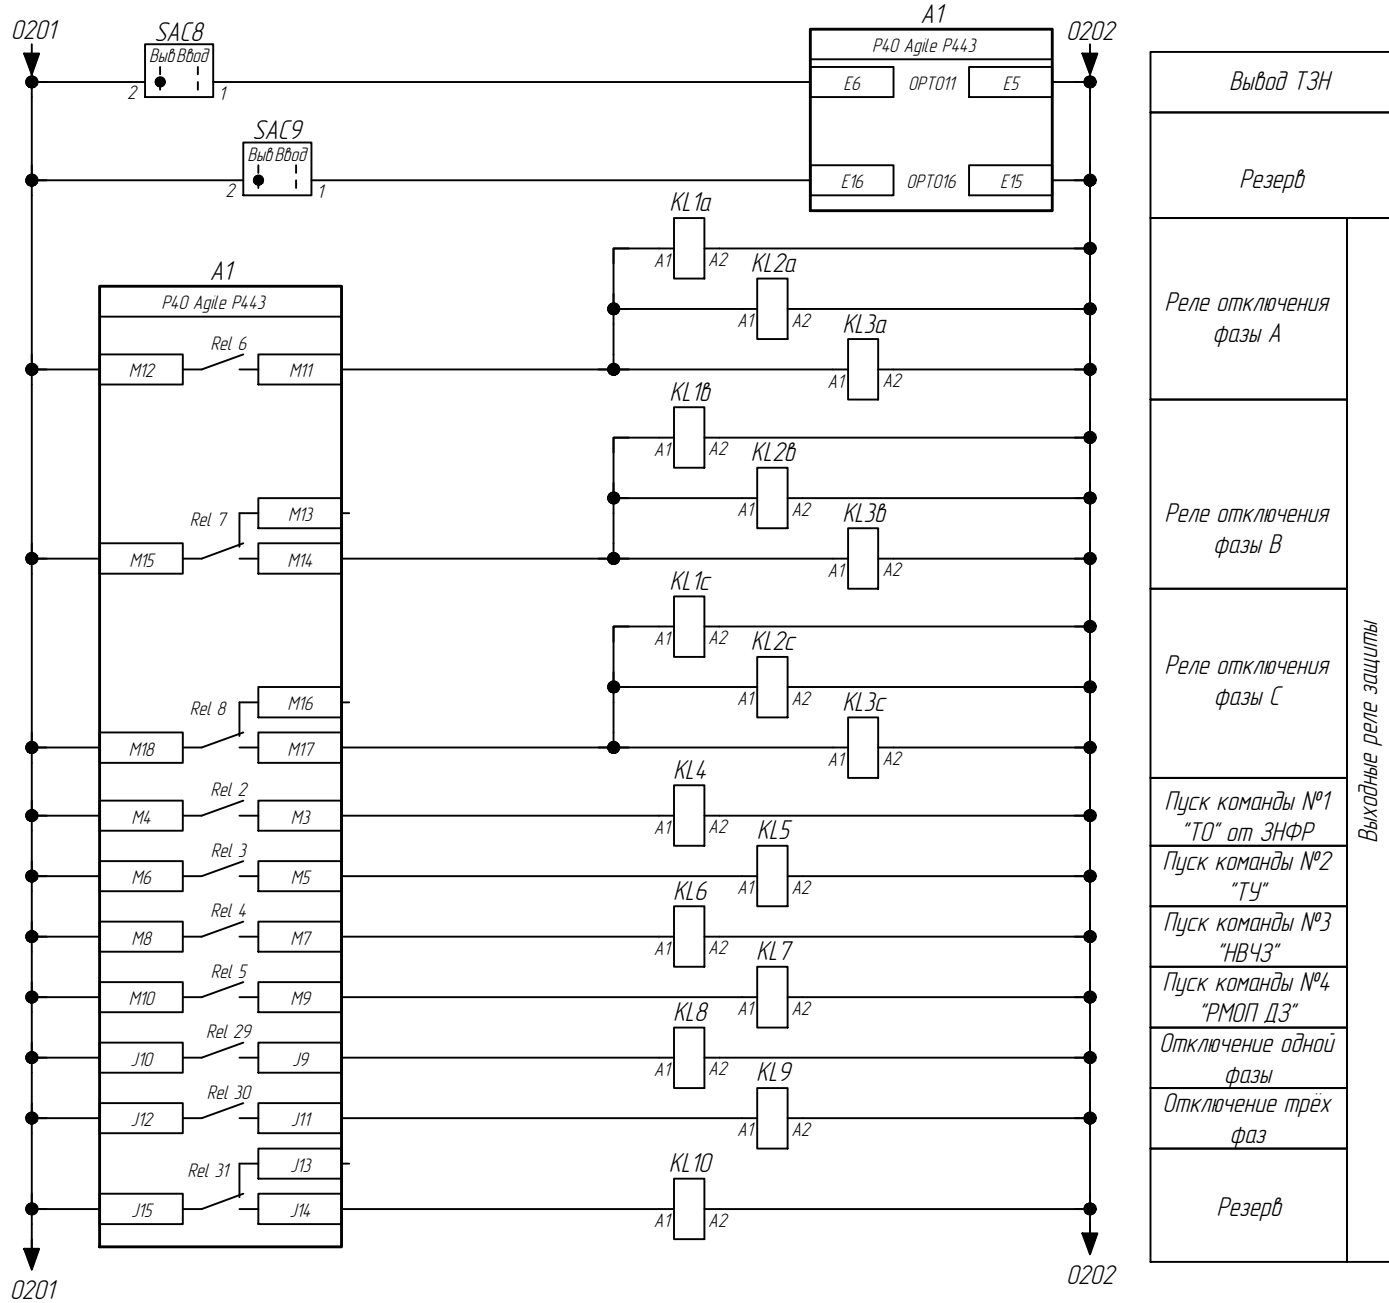 0201
SAC8
Выв Ввод
2
1
A1
P40 Agile P443
E6
OPTO11
E5
0202
Вывод ТЗН
SAC9
Выв Ввод
2
1
E16
OPTO16
E15
Резерв
KL1a
A1
A2
KL2a
A1
A2
KL3a
A1
A2
Реле отключения
фазы А
A1
P40 Agile P443
Rel 6
M12
M11
KL1в
A1
A2
KL2в
A1
A2
KL3в
A1
A2
Реле отключения
фазы В
Rel 7
M13
M15
M14
KL1c
A1
A2
KL2c
A1
A2
KL3c
A1
A2
Реле отключения
фазы С
Rel 8
M16
M18
M17
Rel 2
M4
M3
KL4
A1
A2
Пуск команды №1
"ТО" от ЗНФР
Rel 3
M6
M5
KL5
A1
A2
Пуск команды №2
"ТУ"
Rel 4
M8
M7
KL6
A1
A2
Пуск команды №3
"НВЧЗ"
Rel 5
M10
M9
KL7
A1
A2
Пуск команды №4
"РМОП ДЗ"
Rel 29
J10
J9
KL8
A1
A2
Отключение одной
фазы
Rel 30
J12
J11
KL9
A1
A2
Отключение трёх
фаз
Rel 31
J13
J15
J14
KL10
A1
A2
Резерв
Выходные реле защиты
0201
0202